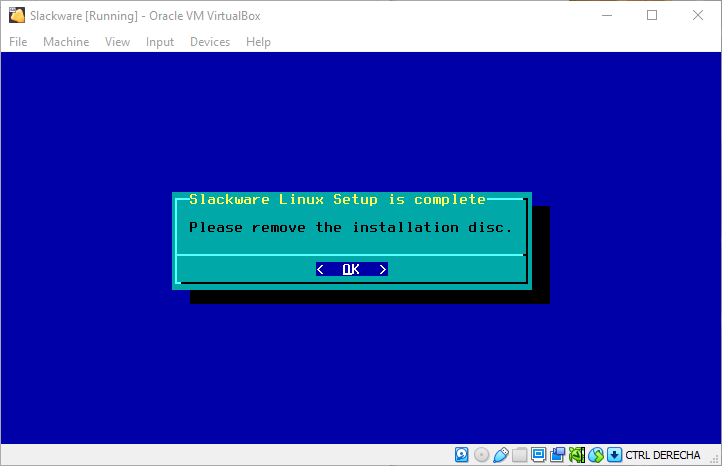 Slackware [Running] - Oracle VM VirtualBox
File Machine View Input Devices Help
Slackware Linux Setup is complete
Please remove the installation disc.
< OK >
CTRL DERECHA